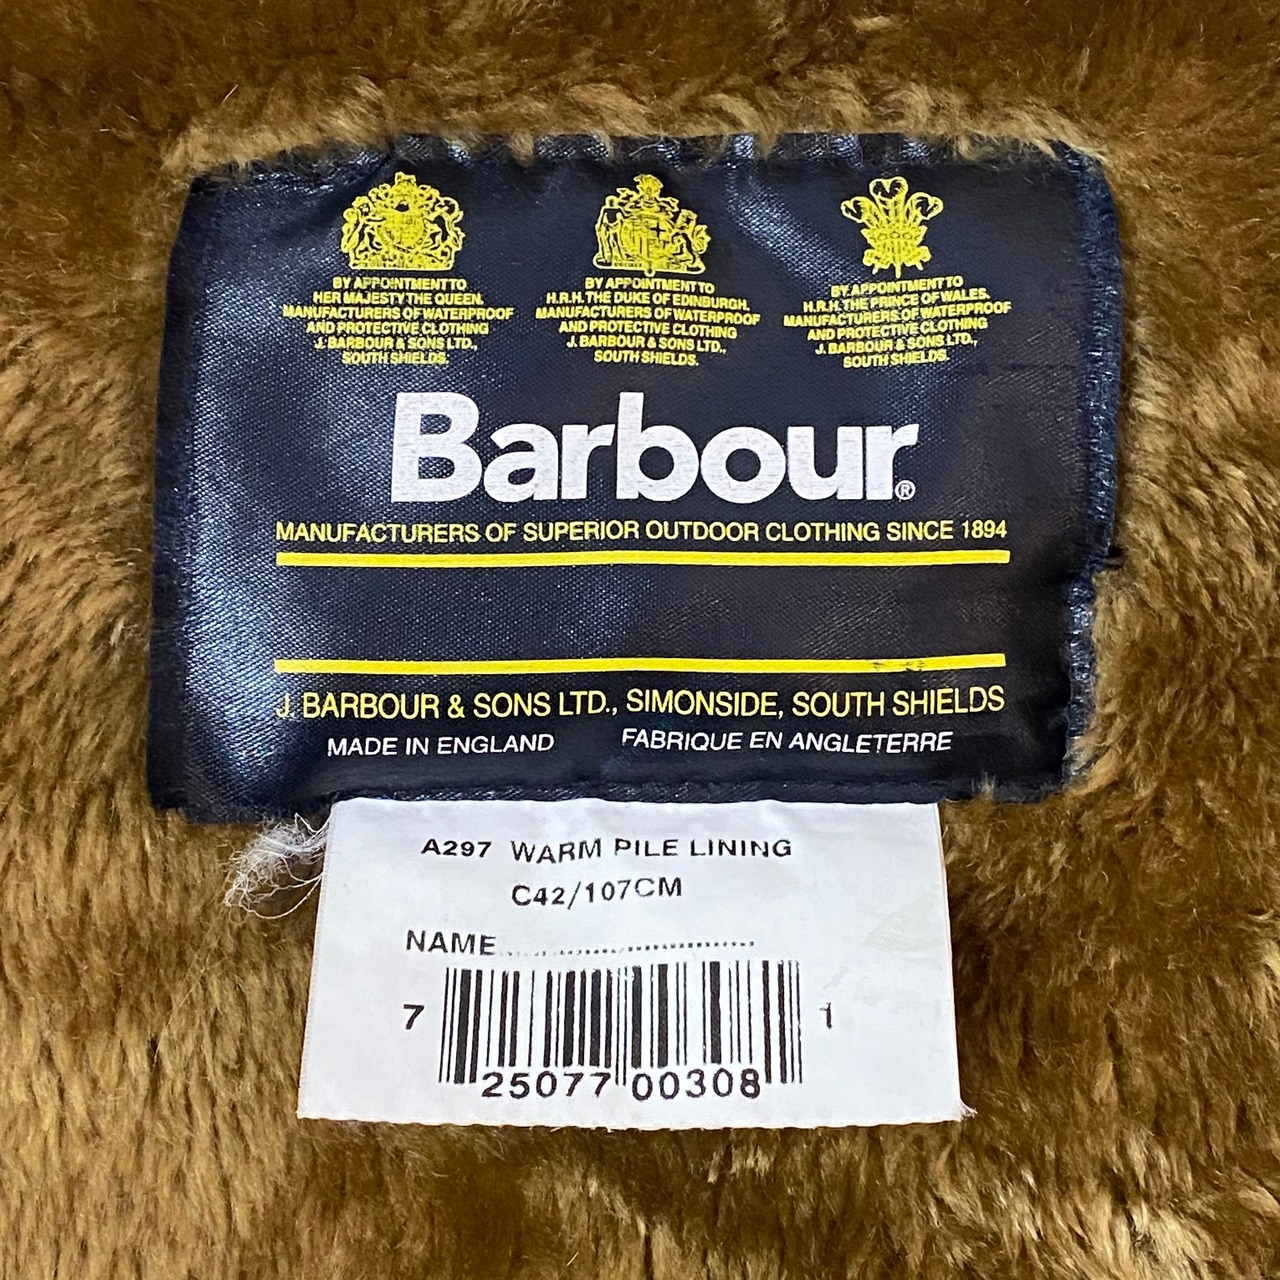 BY APPOINTMENT TO
HER MAJESTY THE QUEEN.
MANUFACTURERS OF WATERPROOF
AND PROTECTIVE CLOTHING
J. BARBOUR & SONS LTD.,
SOUTH SHIELDS.
BY APPOINTMENT TO
H.R.H. THE DUKE OF EDINBURGH.
MANUFACTURERS OF WATERPROOF
AND PROTECTIVE CLOTHING
J. BARBOUR & SONS LTD.,
SOUTH SHIELDS.
BY APPOINTMENT TO
H.R.H. THE PRINCE OF WALES.
MANUFACTURERS OF WATERPROOF
AND PROTECTIVE CLOTHING
J. BARBOUR & SONS LTD.,
SOUTH SHIELDS.
Barbour®
MANUFACTURERS OF SUPERIOR OUTDOOR CLOTHING SINCE 1894
J. BARBOUR & SONS LTD., SIMONSIDE, SOUTH SHIELDS
MADE IN ENGLAND FABRIQUE EN ANGLETERRE
A297 WARM PILE LINING
C42/107CM
NAME
7 25077 00308 1